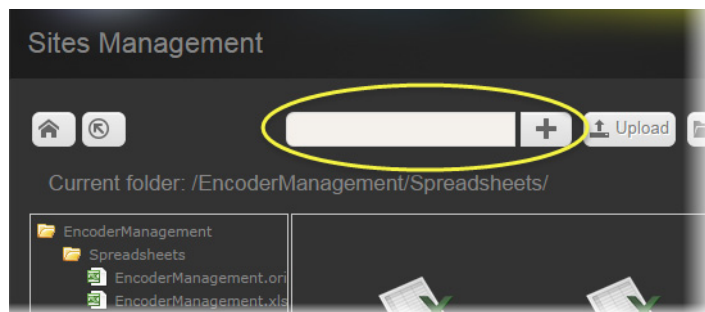 Sites Management
Upload
Current folder: /EncoderManagement/Spreadsheets/
EncoderManagement
Spreadsheets
EncoderManagement.ori
EncoderManagement.xls